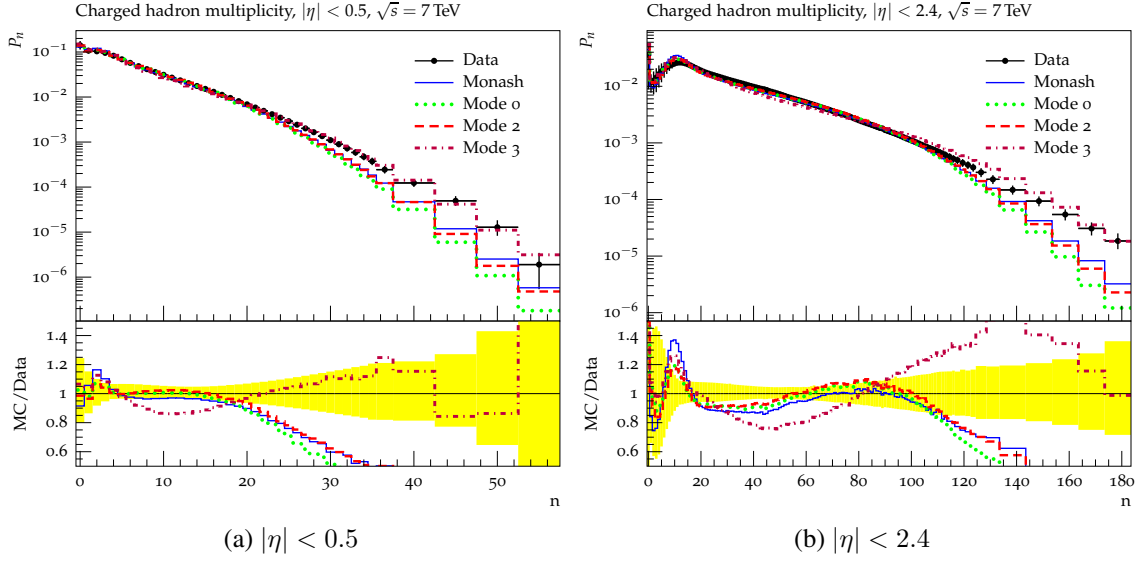 Charged hadron multiplicity, |η| < 0.5, √s = 7 TeV
Pn
Data
Monash
Mode 0
Mode 2
Mode 3
10⁻¹
10⁻²
10⁻³
10⁻⁴
10⁻⁵
10⁻⁶
MC/Data
1.4
1.2
1
0.8
0.6
0 10 20 30 40 50
n
(a) |η| < 0.5
Charged hadron multiplicity, |η| < 2.4, √s = 7 TeV
Pn
Data
Monash
Mode 0
Mode 2
Mode 3
10⁻²
10⁻³
10⁻⁴
10⁻⁵
10⁻⁶
MC/Data
1.4
1.2
1
0.8
0.6
0 20 40 60 80 100 120 140 160 180
n
(b) |η| < 2.4